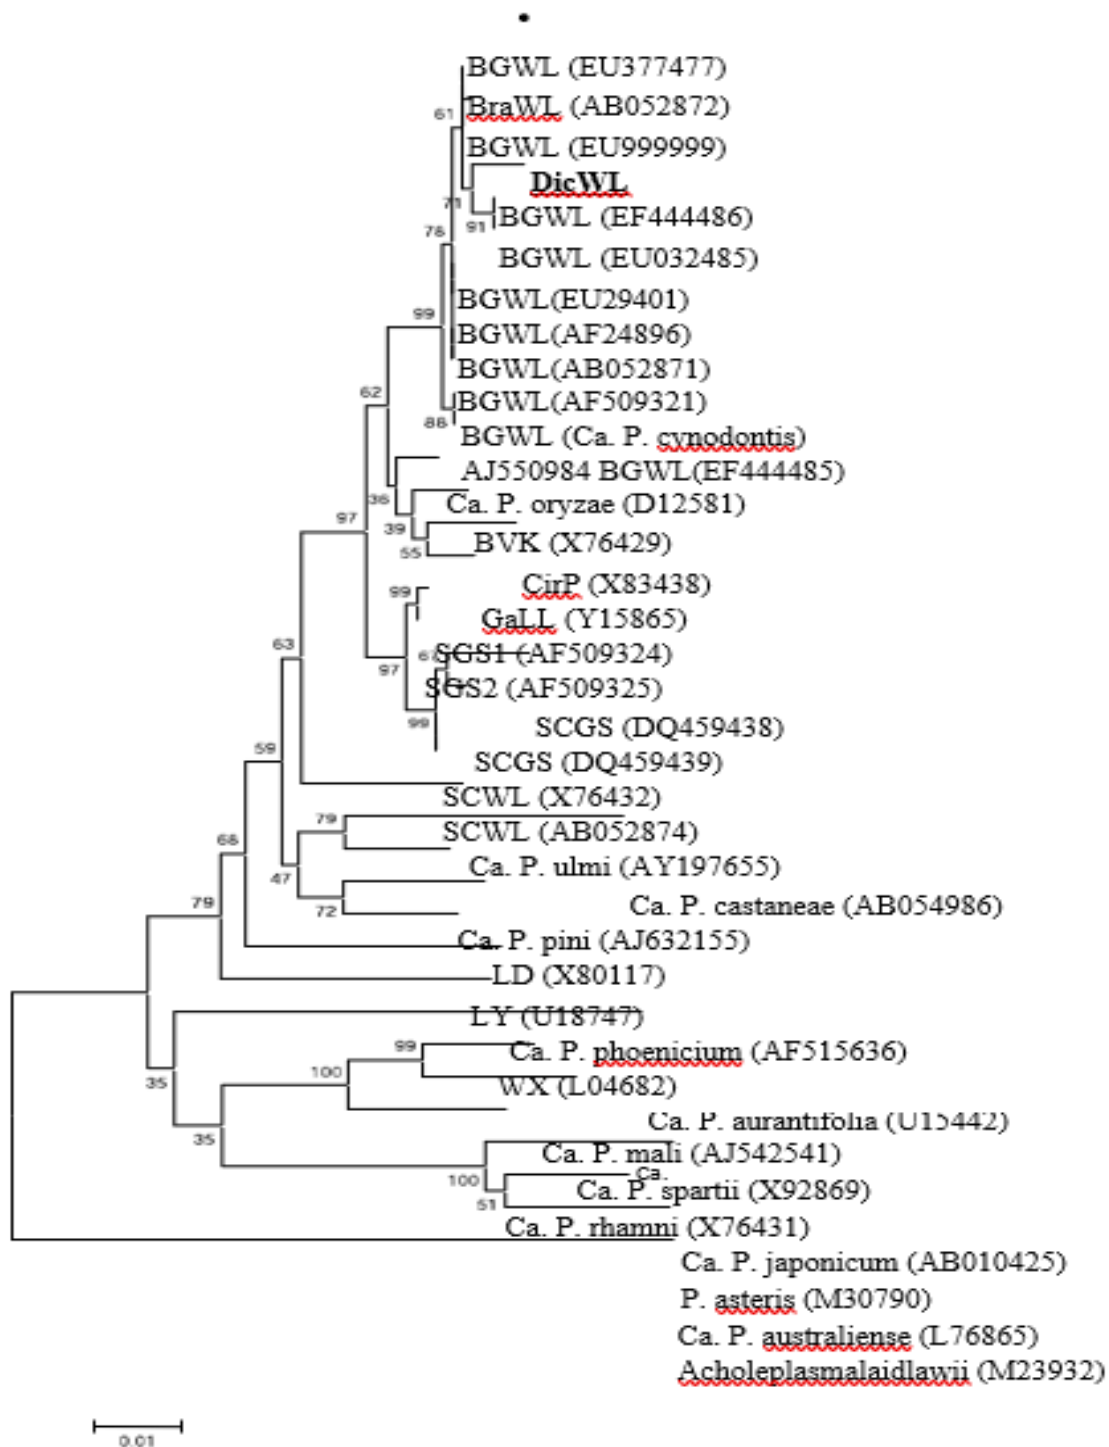 BGWL (EU377477)
61
BraWL (AB052872)
BGWL (EU999999)
DicWL
71
91
BGWL (EF444486)
78
BGWL (EU032485)
BGWL(EU29401)
99
BGWL(AF24896)
BGWL(AB052871)
62
BGWL(AF509321)
88
BGWL (Ca. P. cynodontis)
AJ550984 BGWL(EF444485)
36
Ca. P. oryzae (D12581)
97
39
BVK (X76429)
55
CirP (X83438)
99
GaLL (Y15865)
63
67
SGS1 (AF509324)
97
SGS2 (AF509325)
99
SCGS (DQ459438)
59
SCGS (DQ459439)
SCWL (X76432)
79
SCWL (AB052874)
68
Ca. P. ulmi (AY197655)
47
79
72
Ca. P. castaneae (AB054986)
Ca. P. pini (AJ632155)
LD (X80117)
LY (U18747)
99
Ca. P. phoenicium (AF515636)
100
35
WX (L04682)
Ca. P. aurantifolia (U15442)
35
Ca. P. mali (AJ542541)
Ca.
100
Ca. P. spartii (X92869)
51
Ca. P. rhamni (X76431)
Ca. P. japonicum (AB010425)
P. asteris (M30790)
Ca. P. australiense (L76865)
Acholeplasmalaidlawii (M23932)
0.01